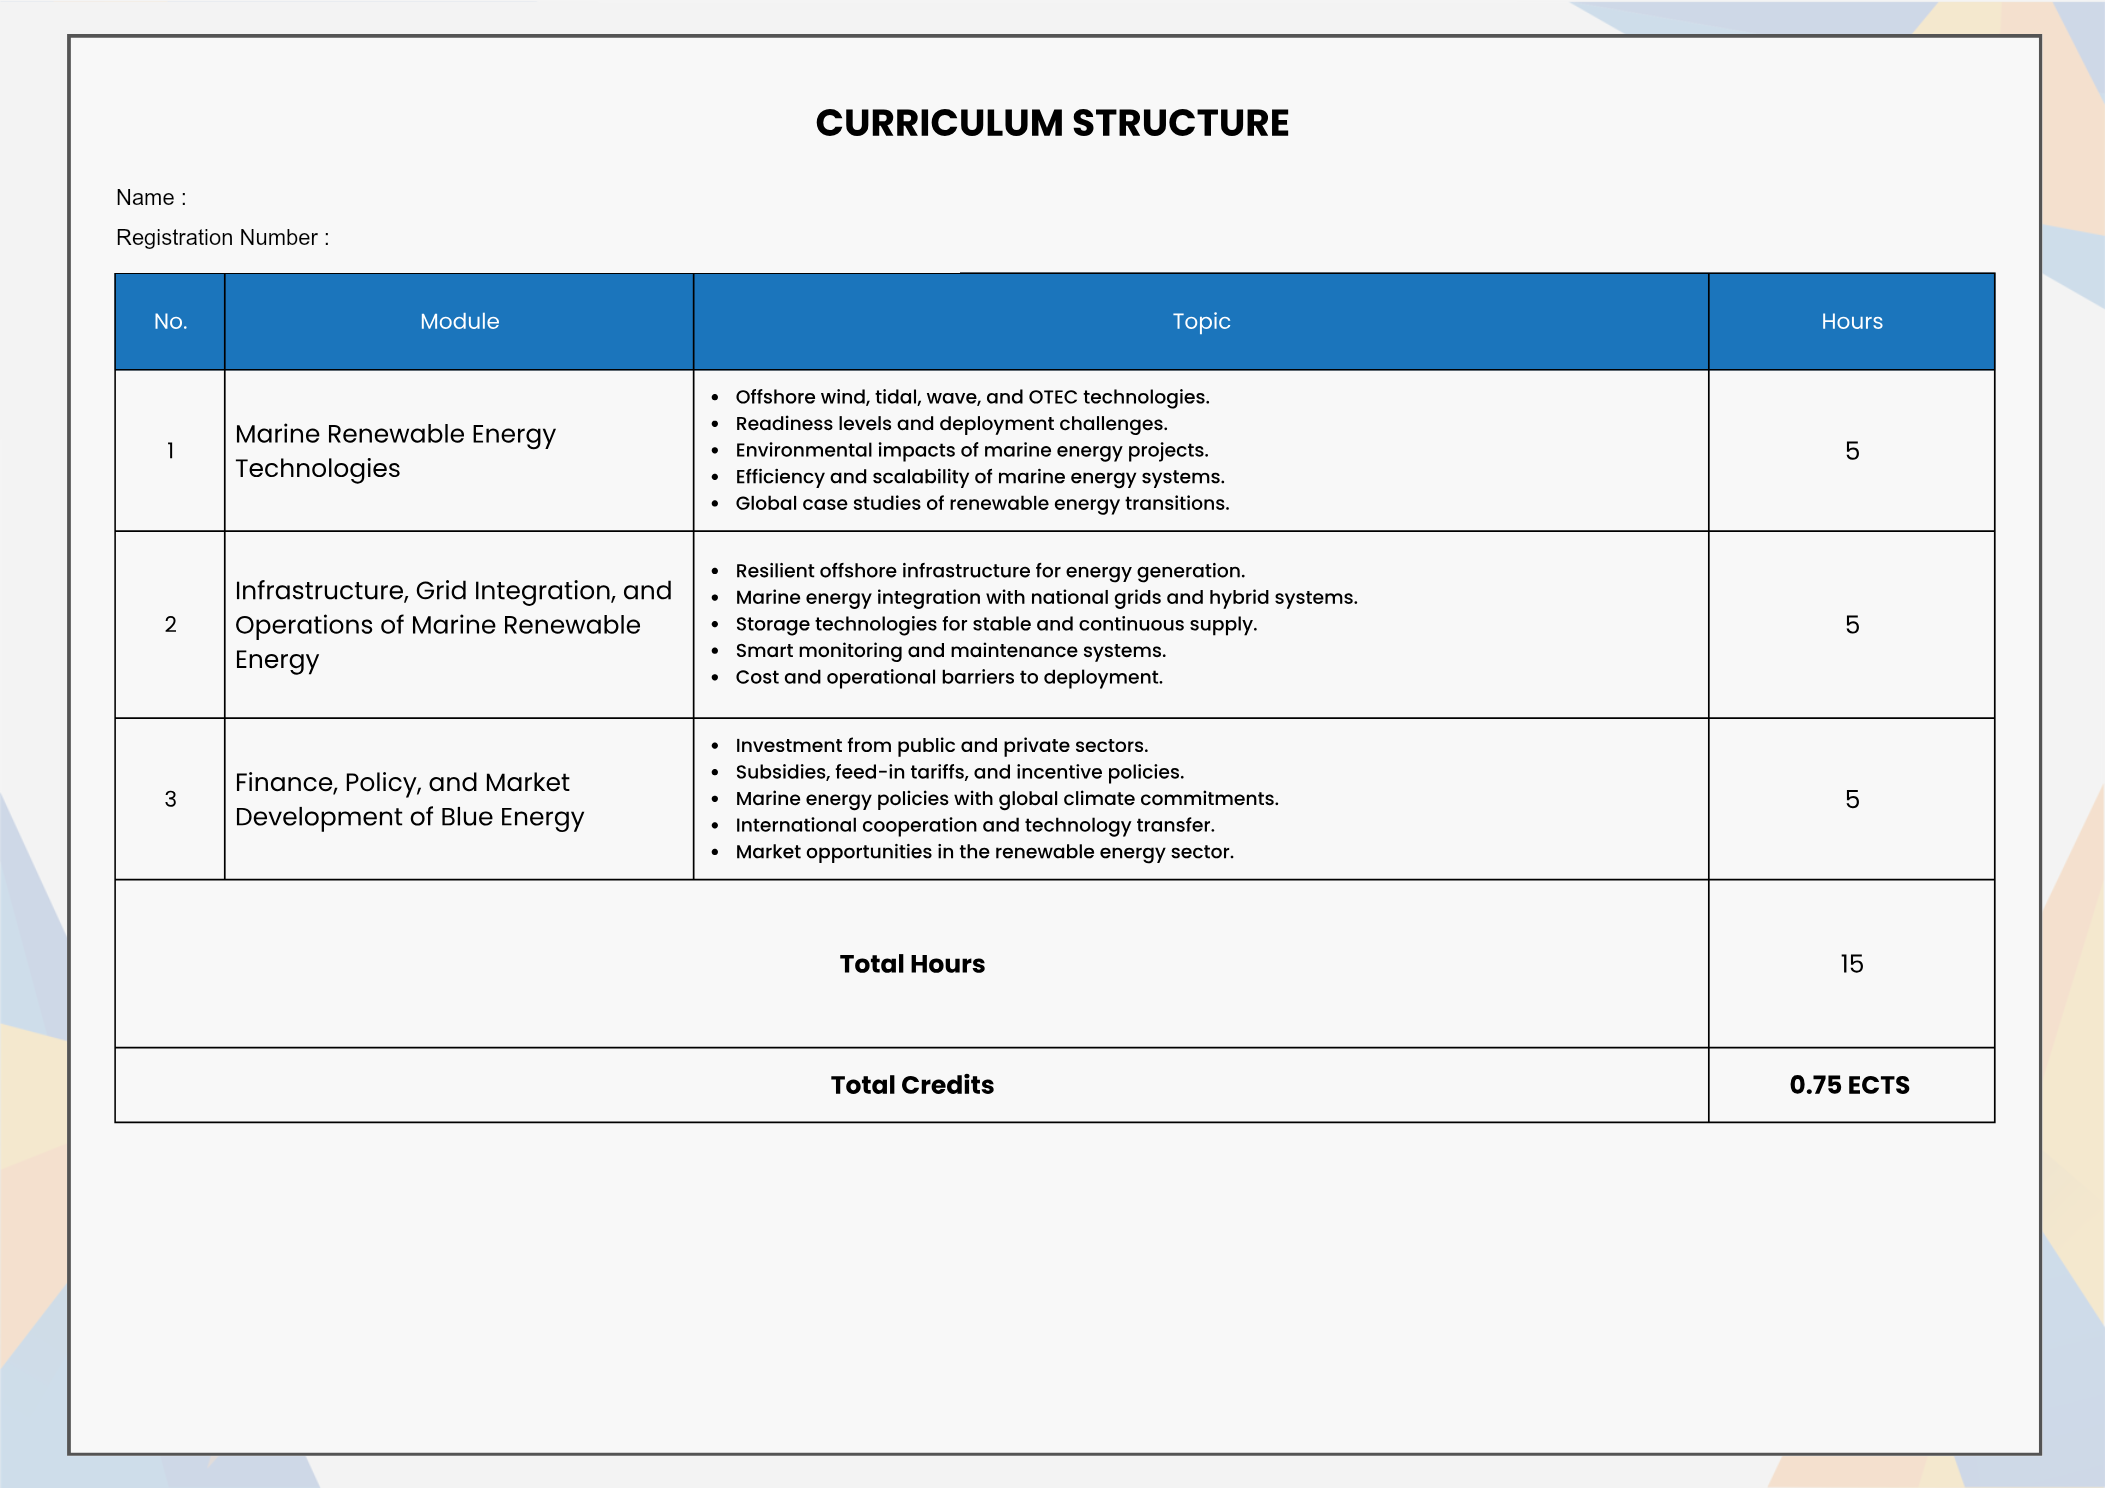 CURRICULUM STRUCTURE
Name :
Registration Number :
No. Module Topic Hours
1
Marine Renewable Energy
Technologies
• Offshore wind, tidal, wave, and OTEC technologies.
• Readiness levels and deployment challenges.
• Environmental impacts of marine energy projects.
• Efficiency and scalability of marine energy systems.
• Global case studies of renewable energy transitions.
5
2
Infrastructure, Grid Integration, and
Operations of Marine Renewable
Energy
• Resilient offshore infrastructure for energy generation.
• Marine energy integration with national grids and hybrid systems.
• Storage technologies for stable and continuous supply.
• Smart monitoring and maintenance systems.
• Cost and operational barriers to deployment.
5
3
Finance, Policy, and Market
Development of Blue Energy
• Investment from public and private sectors.
• Subsidies, feed-in tariffs, and incentive policies.
• Marine energy policies with global climate commitments.
• International cooperation and technology transfer.
• Market opportunities in the renewable energy sector.
5
Total Hours 15
Total Credits 0.75 ECTS